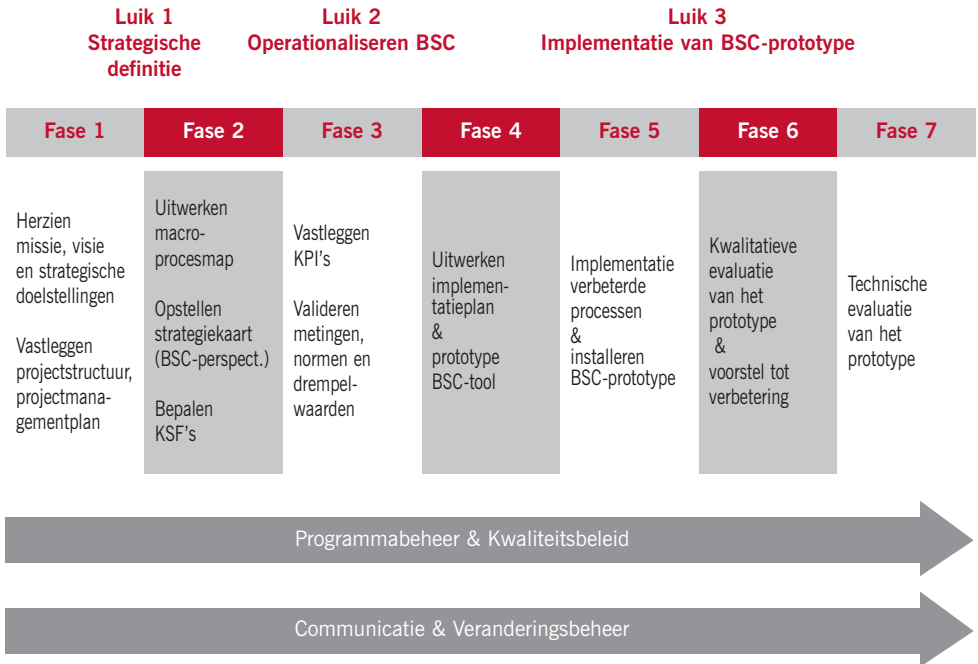 Luik 1
Strategische
definitie
Luik 2
Operationaliseren BSC
Luik 3
Implementatie van BSC-prototype
Fase 1
Fase 2
Fase 3
Fase 4
Fase 5
Fase 6
Fase 7
Herzien
missie, visie
en strategische
doelstellingen
Vastleggen
projectstructuur,
projectmana-
gementplan
Uitwerken
macro-
procesmap
Opstellen
strategiekaart
(BSC-perspect.)
Bepalen
KSF's
Vastleggen
KPI's
Valideren
metingen,
normen en
drempel-
waarden
Uitwerken
implemen-
tatieplan
&
prototype
BSC-tool
Implementatie
verbeterde
processen
&
installeren
BSC-prototype
Kwalitatieve
evaluatie
van het
prototype
&
voorstel tot
verbetering
Technische
evaluatie
van het
prototype
Programmabeheer & Kwaliteitsbeleid
Communicatie & Veranderingsbeheer